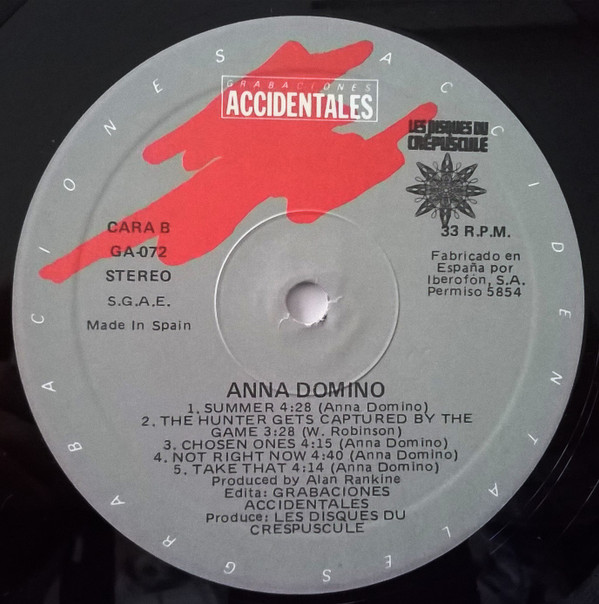 GRABACIONES ACCIDENTALES
GRABACIONES
ACCIDENTALES
LES DISQUES DU
CREPUSCULE
CARA B
GA-072
STEREO
S.G.A.E.
Made In Spain
33 R.P.M.
Fabricado en
España por
Iberofón, S.A.
Permiso 5854
ANNA DOMINO
1. SUMMER 4:28 (Anna Domino)
2. THE HUNTER GETS CAPTURED BY THE
GAME 3:28 (W. Robinson)
3. CHOSEN ONES 4:15 (Anna Domino)
4. NOT RIGHT NOW 4:40 (Anna Domino)
5. TAKE THAT 4:14 (Anna Domino)
Produced by Alan Rankine
Edita: GRABACIONES
ACCIDENTALES
Produce: LES DISQUES DU
CRESPUSCULE